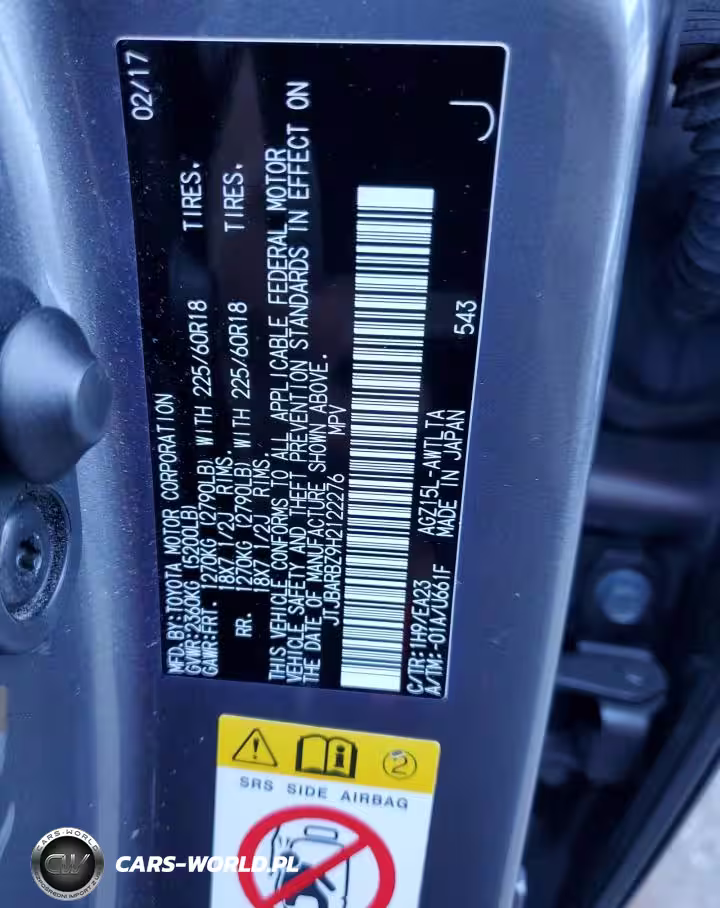 MFD.BY:TOYOTA MOTOR CORPORATION 02/17
GVWR:2360KG (5200LB)
GAWR:FRT. 1270KG (2790LB) WITH 225/60R18 TIRES.
18X7 1/2J RIMS.
RR. 1270KG (2790LB) WITH 225/60R18 TIRES.
18X7 1/2J RIMS.
THIS VEHICLE CONFORMS TO ALL APPLICABLE FEDERAL MOTOR
VEHICLE SAFETY AND THEFT PREVENTION STANDARDS IN EFFECT ON
THE DATE OF MANUFACTURE SHOWN ABOVE.
JTJBARBZ9H2122276 MPV
C/TR:1H9/EA23 AGZ15L-AWTLTA 543
A/TM:-01A/U661F MADE IN JAPAN J
2
SRS SIDE AIRBAG
CARS-WORLD
CW
CARS-WORLD.PL